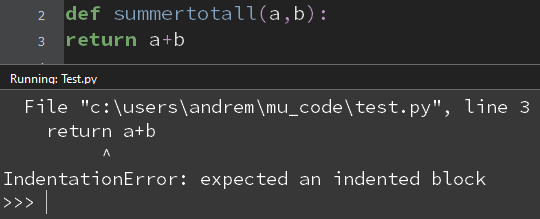 2 def summertotall(a,b):
3 return a+b
Running: Test.py
File "c:\users\andrem\mu_code\test.py", line 3
return a+b
^
IndentationError: expected an indented block
>>>